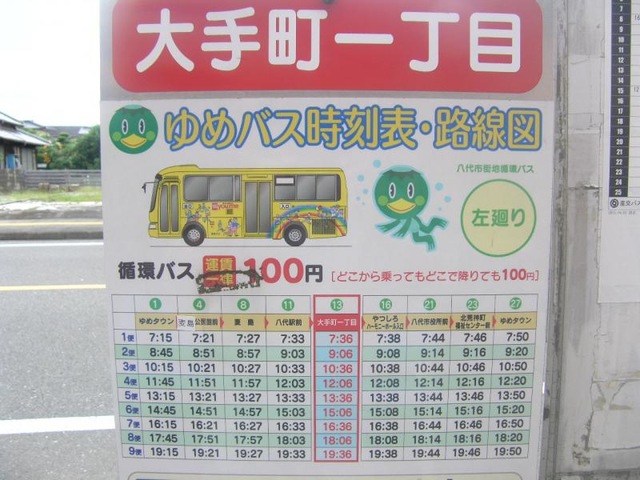 大手町一丁目
ゆめバス時刻表・路線図
八代市街地循環バス
左廻り
循環バス 運賃一律 100円 [どこから乗ってもどこで降りても100円]
1 4 8 11 13 16 21 23 27
ゆめタウン 麦島公民館前 重島 八代駅前 大手町一丁目 やつしろハーモニーホール入口 八代市役所前 北荒神町福祉センター前 ゆめタウン
1便 7:15 7:21 7:27 7:33 7:36 7:38 7:44 7:46 7:50
2便 8:45 8:51 8:57 9:03 9:06 9:08 9:14 9:16 9:20
3便 10:15 10:21 10:27 10:33 10:36 10:38 10:44 10:46 10:50
4便 11:45 11:51 11:57 12:03 12:06 12:08 12:14 12:16 12:20
5便 13:15 13:21 13:27 13:33 13:36 13:38 13:44 13:46 13:50
6便 14:45 14:51 14:57 15:03 15:06 15:08 15:14 15:16 15:20
7便 16:15 16:21 16:27 16:33 16:36 16:38 16:44 16:46 16:50
8便 17:45 17:51 17:57 18:03 18:06 18:08 18:14 18:16 18:20
9便 19:15 19:21 19:27 19:33 19:36 19:38 19:44 19:46 19:50